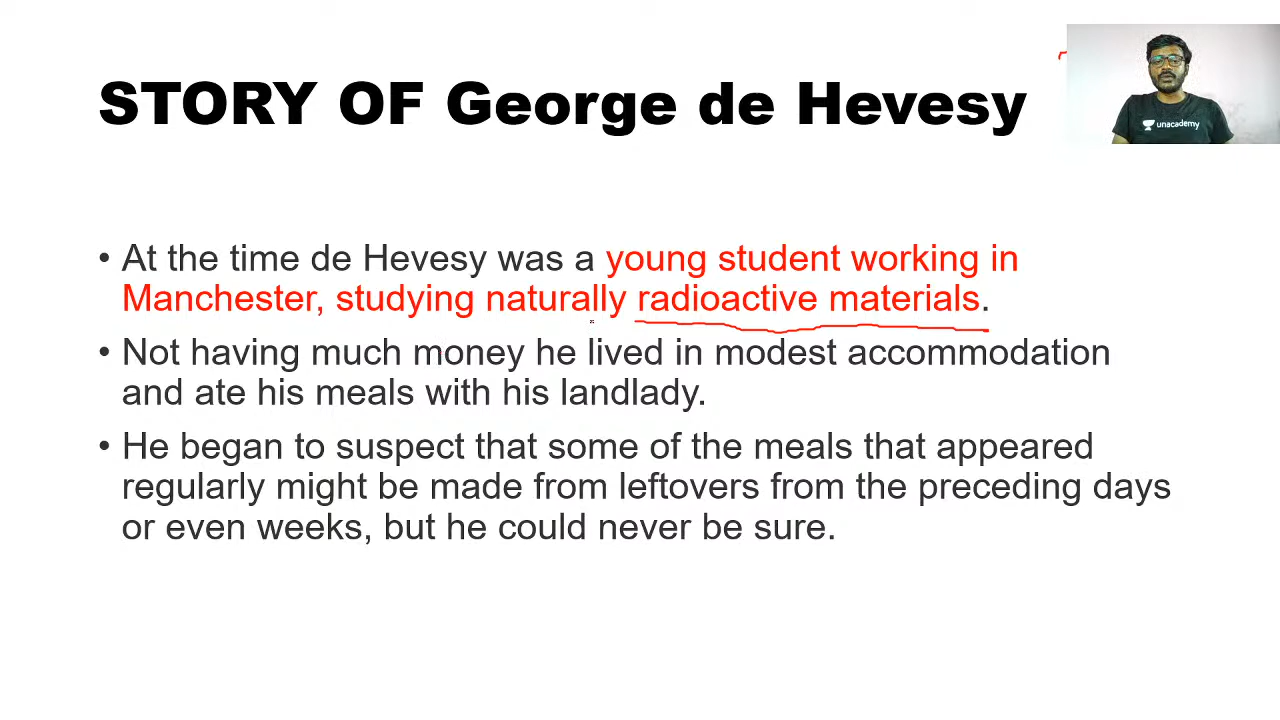 STORY OF George de Hevesy
unacademy
• At the time de Hevesy was a young student working in
Manchester, studying naturally radioactive materials.
• Not having much money he lived in modest accommodation
and ate his meals with his landlady.
• He began to suspect that some of the meals that appeared
regularly might be made from leftovers from the preceding days
or even weeks, but he could never be sure.